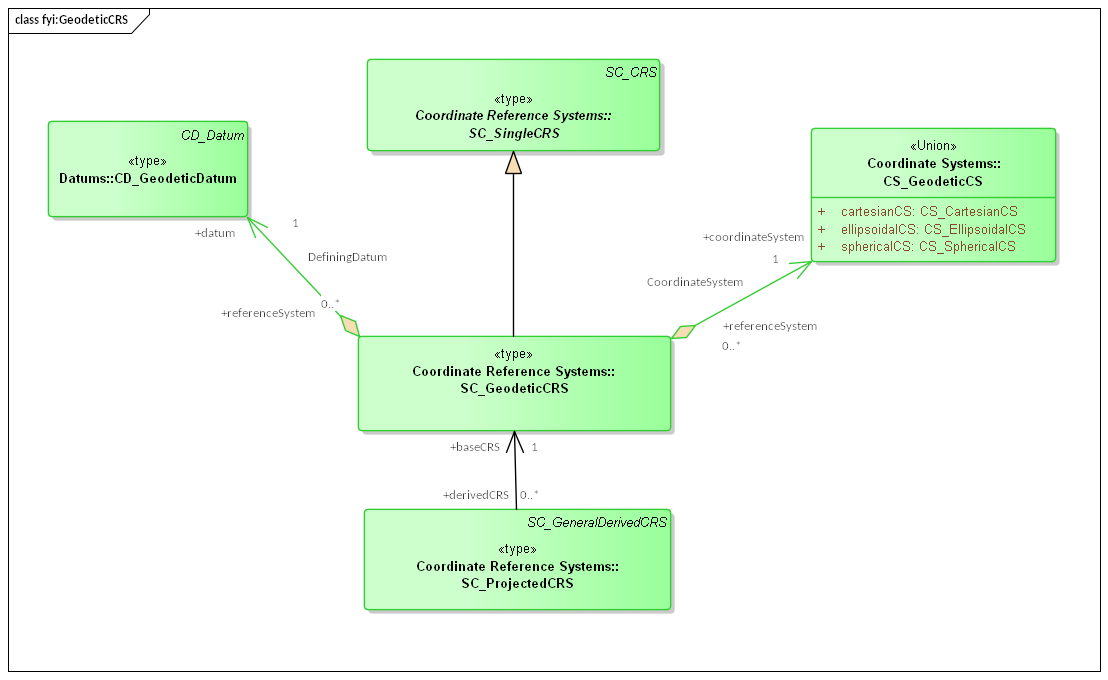 class fyi:GeodeticCRS
SC_CRS
«type»
Coordinate Reference Systems::
SC_SingleCRS
CD_Datum
«type»
Datums::CD_GeodeticDatum
«Union»
Coordinate Systems::
CS_GeodeticCS
+ cartesianCS: CS_CartesianCS
+ ellipsoidalCS: CS_EllipsoidalCS
+ sphericalCS: CS_SphericalCS
+datum
1
DefiningDatum
0..*
+referenceSystem
+coordinateSystem
1
CoordinateSystem
+referenceSystem
0..*
«type»
Coordinate Reference Systems::
SC_GeodeticCRS
+baseCRS 1
+derivedCRS 0..*
SC_GeneralDerivedCRS
«type»
Coordinate Reference Systems::
SC_ProjectedCRS